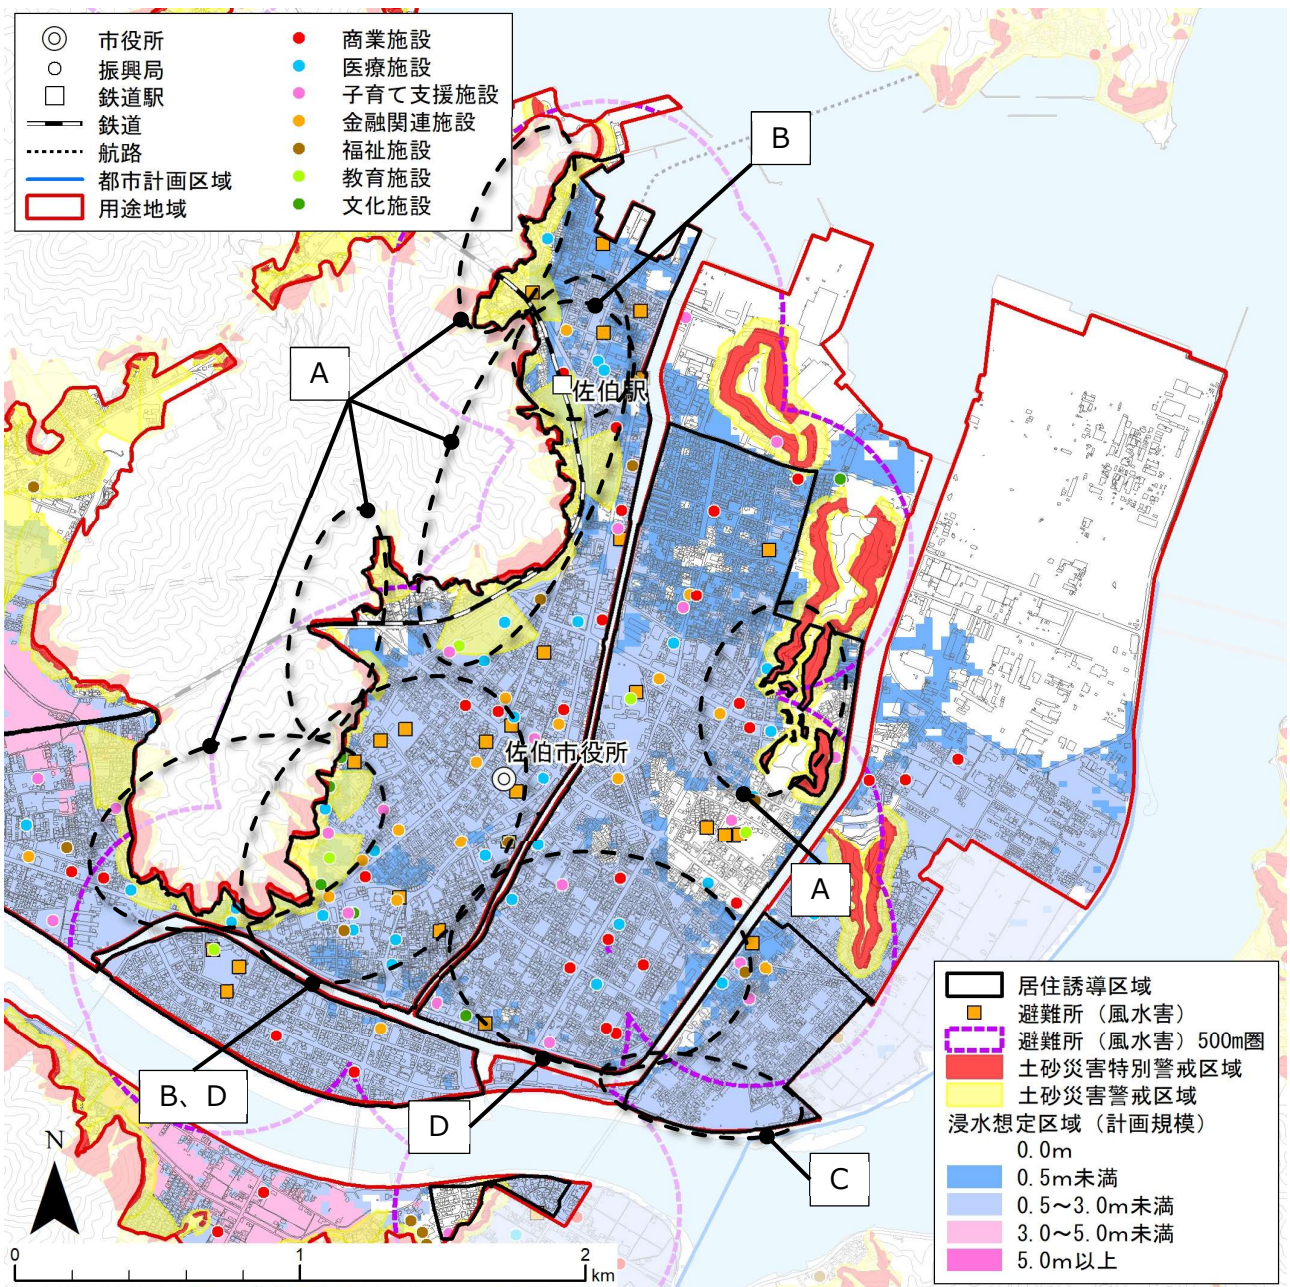 市役所
振興局
鉄道駅
鉄道
航路
都市計画区域
用途地域
商業施設
医療施設
子育て支援施設
金融関連施設
福祉施設
教育施設
文化施設
B
A
佐伯駅
佐伯市役所
A
B、D
D
C
N
0
1
2
km
居住誘導区域
避難所（風水害）
避難所（風水害）500m圏
土砂災害特別警戒区域
土砂災害警戒区域
浸水想定区域（計画規模）
0.0m
0.5m未満
0.5～3.0m未満
3.0～5.0m未満
5.0m以上